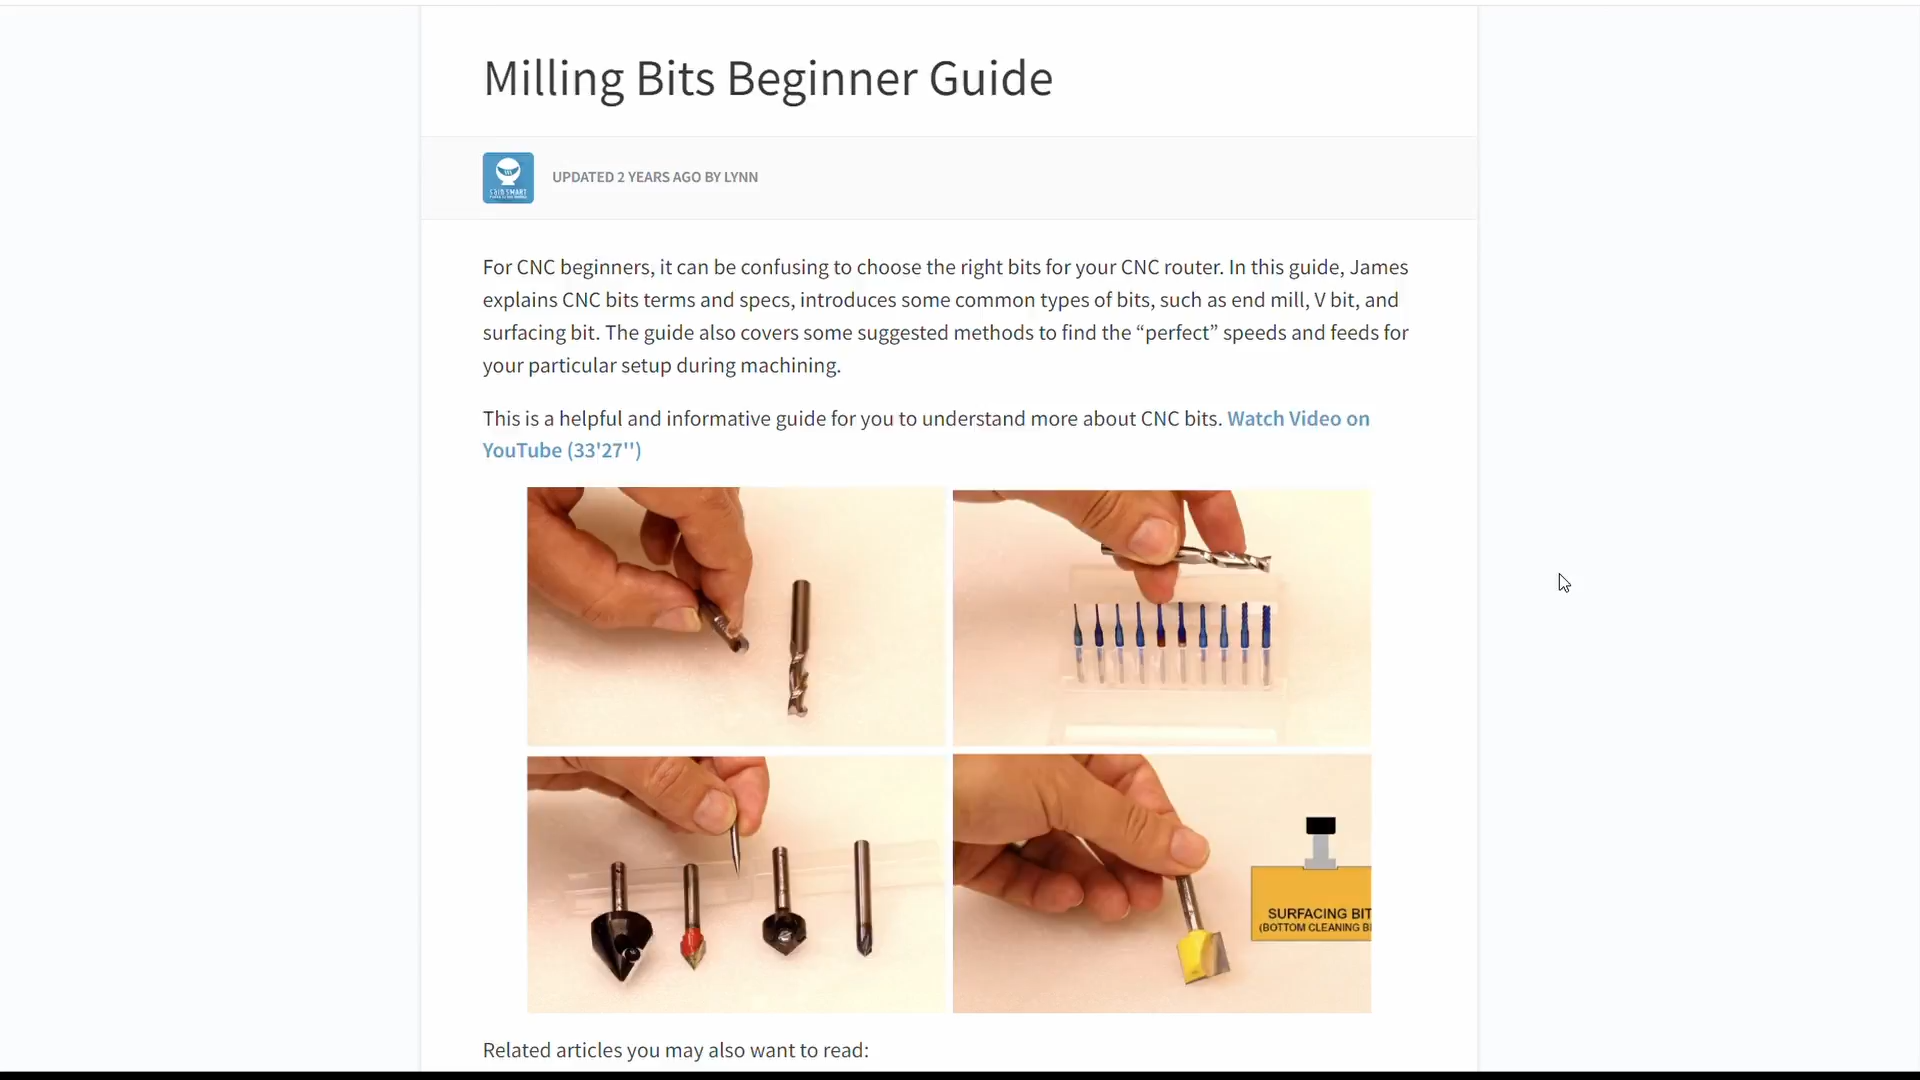 Milling Bits Beginner Guide
UPDATED 2 YEARS AGO BY LYNN
For CNC beginners, it can be confusing to choose the right bits for your CNC router. In this guide, James
explains CNC bits terms and specs, introduces some common types of bits, such as end mill, V bit, and
surfacing bit. The guide also covers some suggested methods to find the “perfect” speeds and feeds for
your particular setup during machining.
This is a helpful and informative guide for you to understand more about CNC bits. Watch Video on
YouTube (33'27'')
SURFACING BIT
(BOTTOM CLEANING
Related articles you may also want to read: